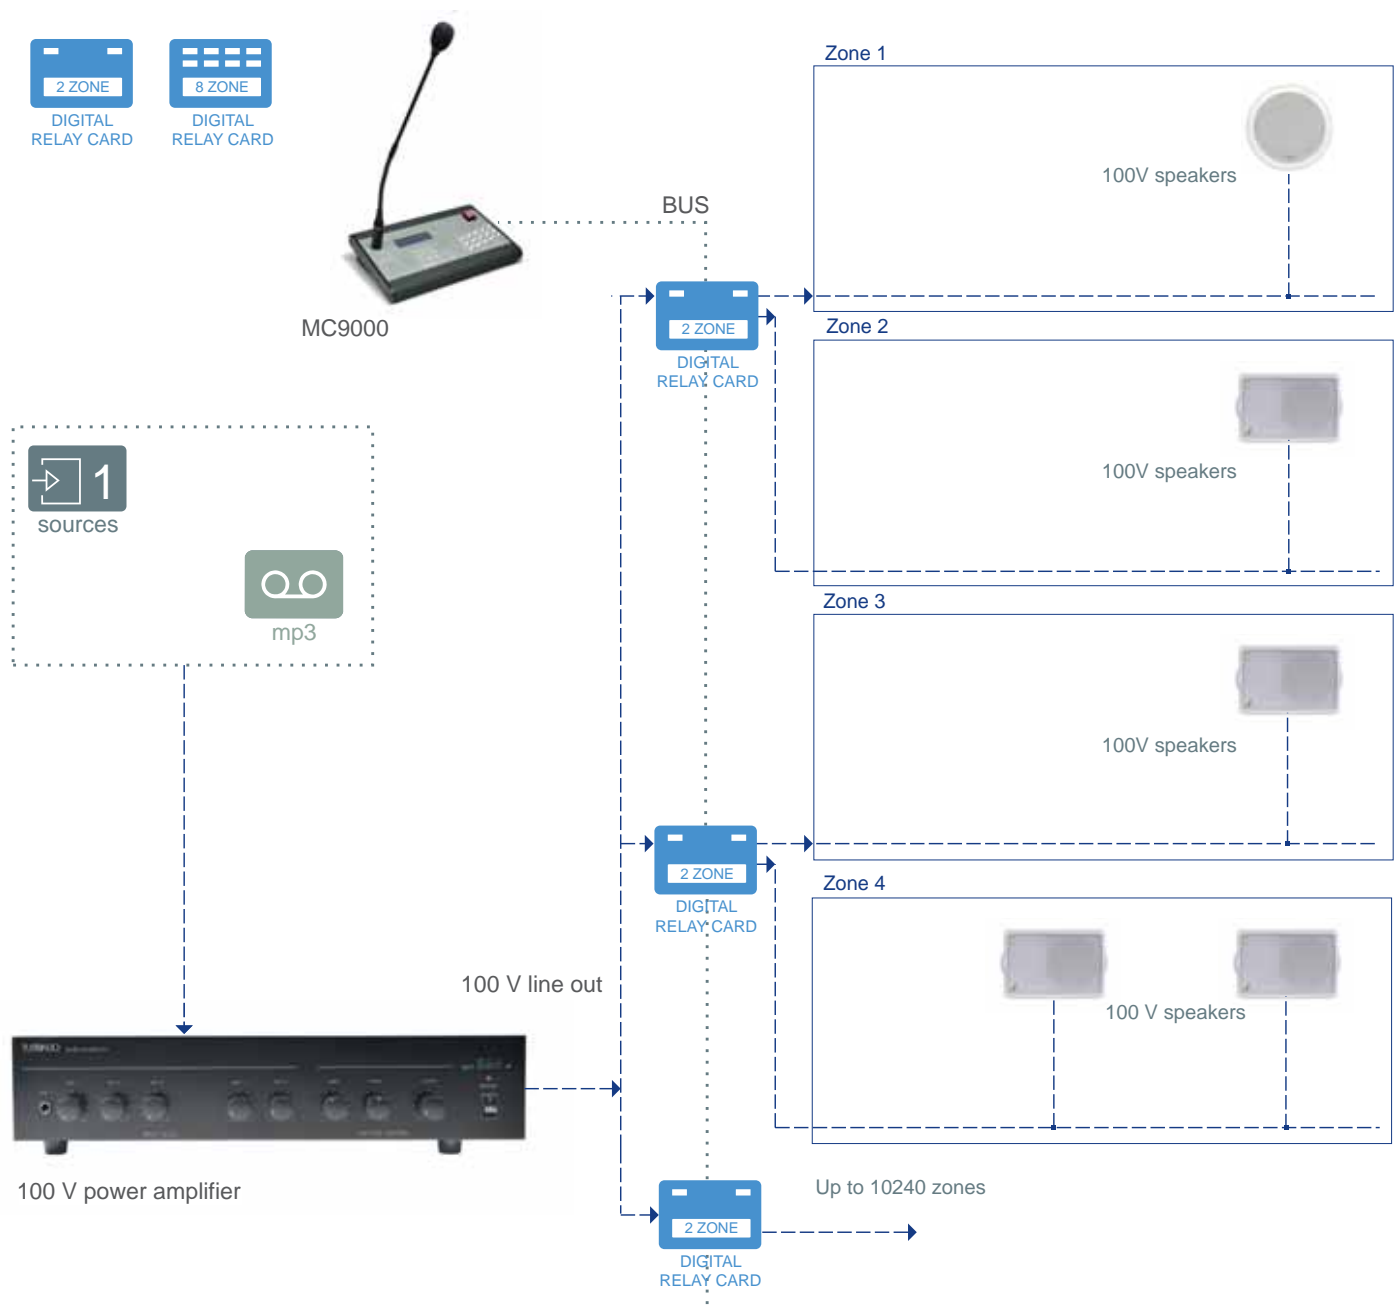 2 ZONE
DIGITAL
RELAY CARD
8 ZONE
DIGITAL
RELAY CARD
MC9000
BUS
Zone 1
100V speakers
2 ZONE
DIGITAL
RELAY CARD
Zone 2
100V speakers
1
sources
mp3
Zone 3
100V speakers
2 ZONE
DIGITAL
RELAY CARD
Zone 4
100 V speakers
100 V line out
100 V power amplifier
2 ZONE
DIGITAL
RELAY CARD
Up to 10240 zones